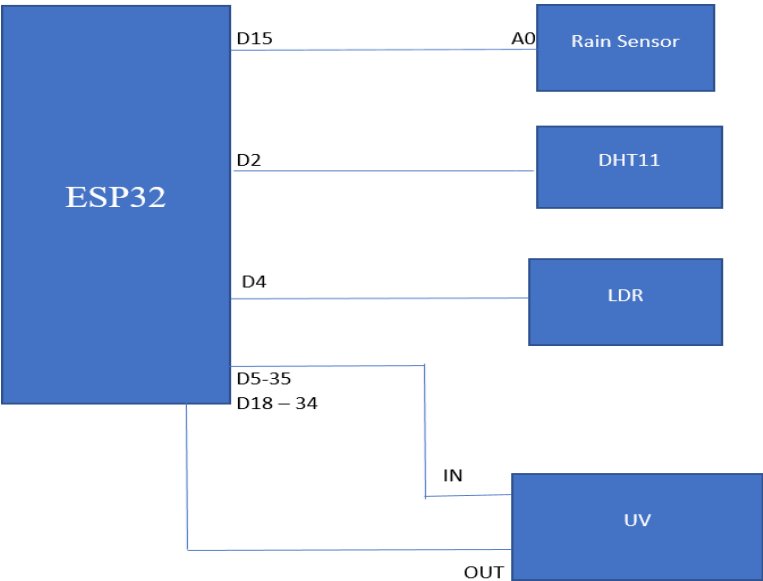 D15
A0
Rain Sensor
D2
DHT11
ESP32
D4
LDR
D5-35
D18 – 34
IN
UV
OUT